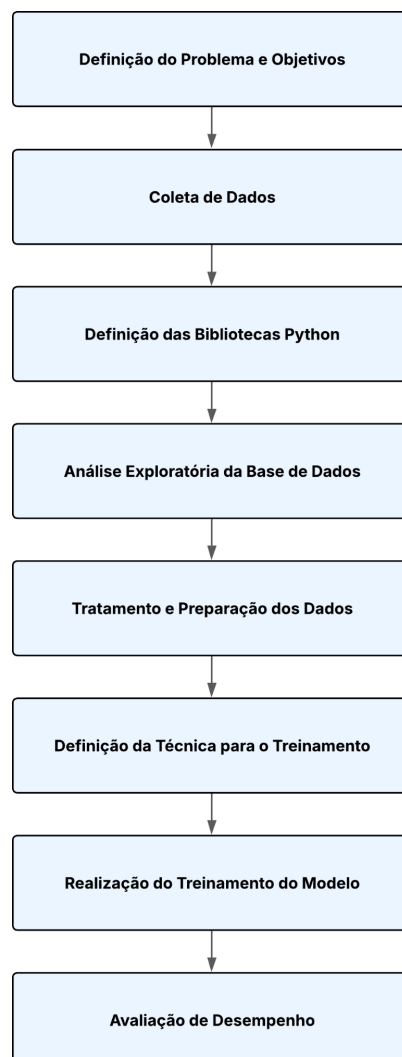 Definição do Problema e Objetivos
Coleta de Dados
Definição das Bibliotecas Python
Análise Exploratória da Base de Dados
Tratamento e Preparação dos Dados
Definição da Técnica para o Treinamento
Realização do Treinamento do Modelo
Avaliação de Desempenho